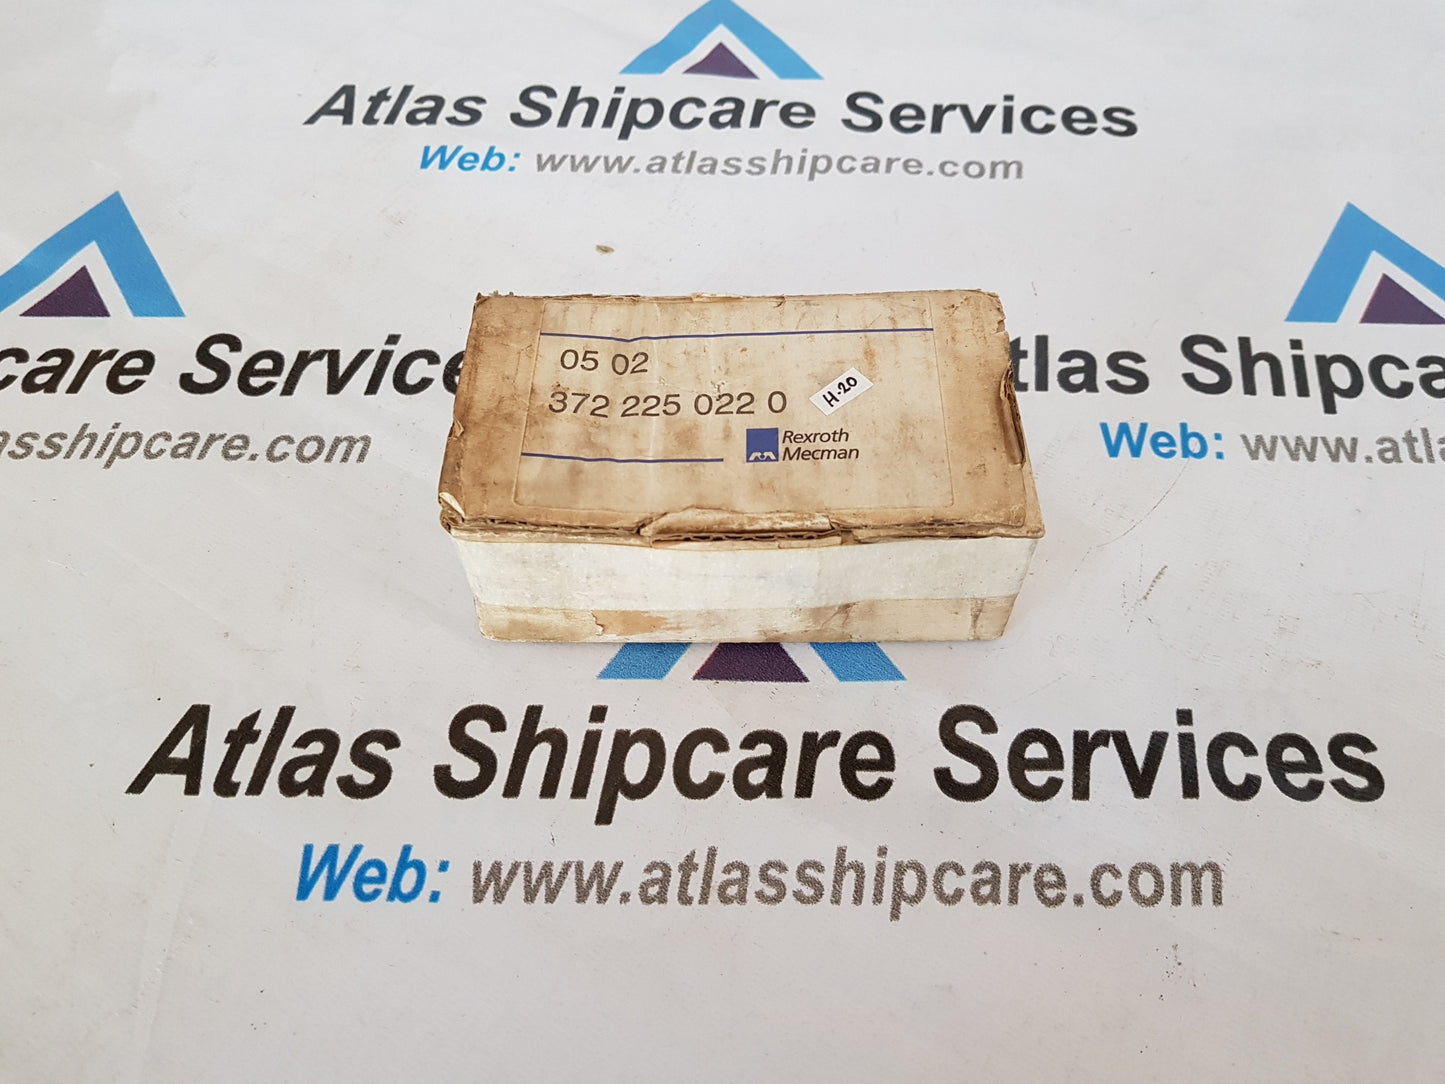 Atlas Shipcare Services
Web: www.atlasshipcare.com
care Service
asshipcare.com
05 02
372 225 022 0
H-20
Rexroth
Mecman
tlas Shipca
Web: www.atla
Atlas Shipcare Services
Web: www.atlasshipcare.com